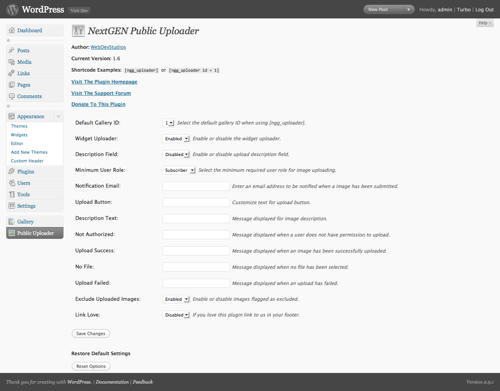 WordPress Visit Site New Post Howdy, admin | Turbo | Log Out
Help
Dashboard
Posts
Media
Links
Pages
Comments
Appearance
Themes
Widgets
Editor
Add New Themes
Custom Header
Plugins
Users
Tools
Settings
Gallery
Public Uploader
NextGEN Public Uploader
Author: WebDevStudios
Current Version: 1.6
Shortcode Examples: [ngg_uploader] or [ngg_uploader id = 1]
Visit The Plugin Homepage
Visit The Support Forum
Donate To This Plugin
Default Gallery ID: 1 Select the default gallery ID when using [ngg_uploader].
Widget Uploader: Enabled Enable or disable the widget uploader.
Description Field: Disabled Enable or disable upload description field.
Minimum User Role: Subscriber Select the minimum required user role for image uploading.
Notification Email: Enter an email address to be notified when a image has been submitted.
Upload Button: Customize text for upload button.
Description Text: Message displayed for image description.
Not Authorized: Message displayed when a user does not have permission to upload.
Upload Success: Message displayed when an image has been successfully uploaded.
No File: Message displayed when no file has been selected.
Upload Failed: Message displayed when an upload has failed.
Exclude Uploaded Images: Enabled Enable or disable images flagged as excluded.
Link Love: Disabled If you love this plugin link to us in your footer.
Save Changes
Restore Default Settings
Reset Options
Thank you for creating with WordPress. | Documentation | Feedback